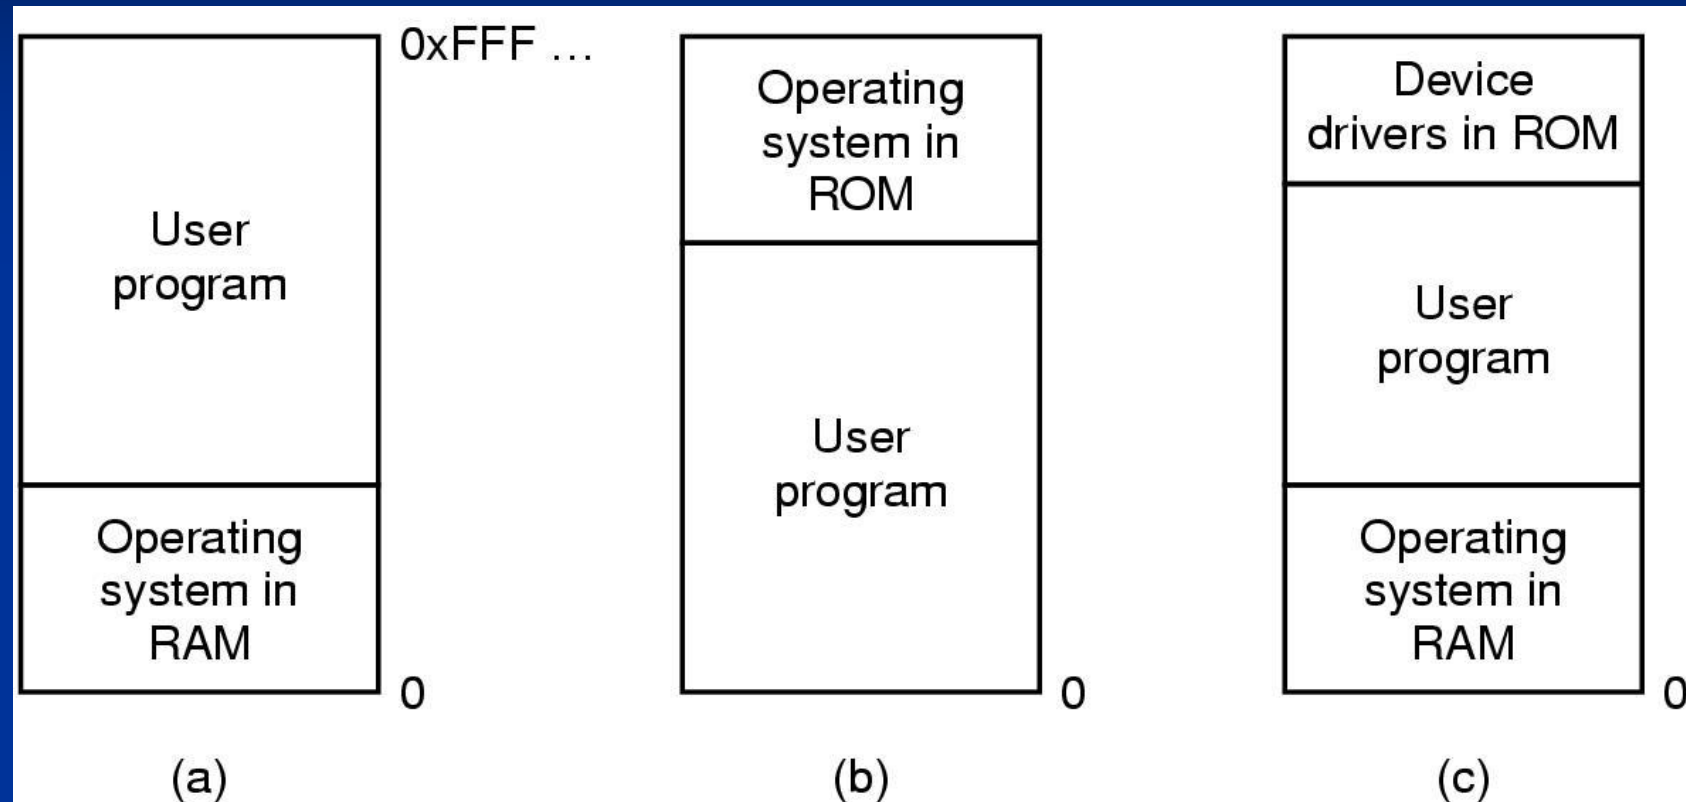 0xFFF ...
User
program
Operating
system in
RAM
0
(a)
Operating
system in
ROM
User
program
0
(b)
Device
drivers in ROM
User
program
Operating
system in
RAM
0
(c)